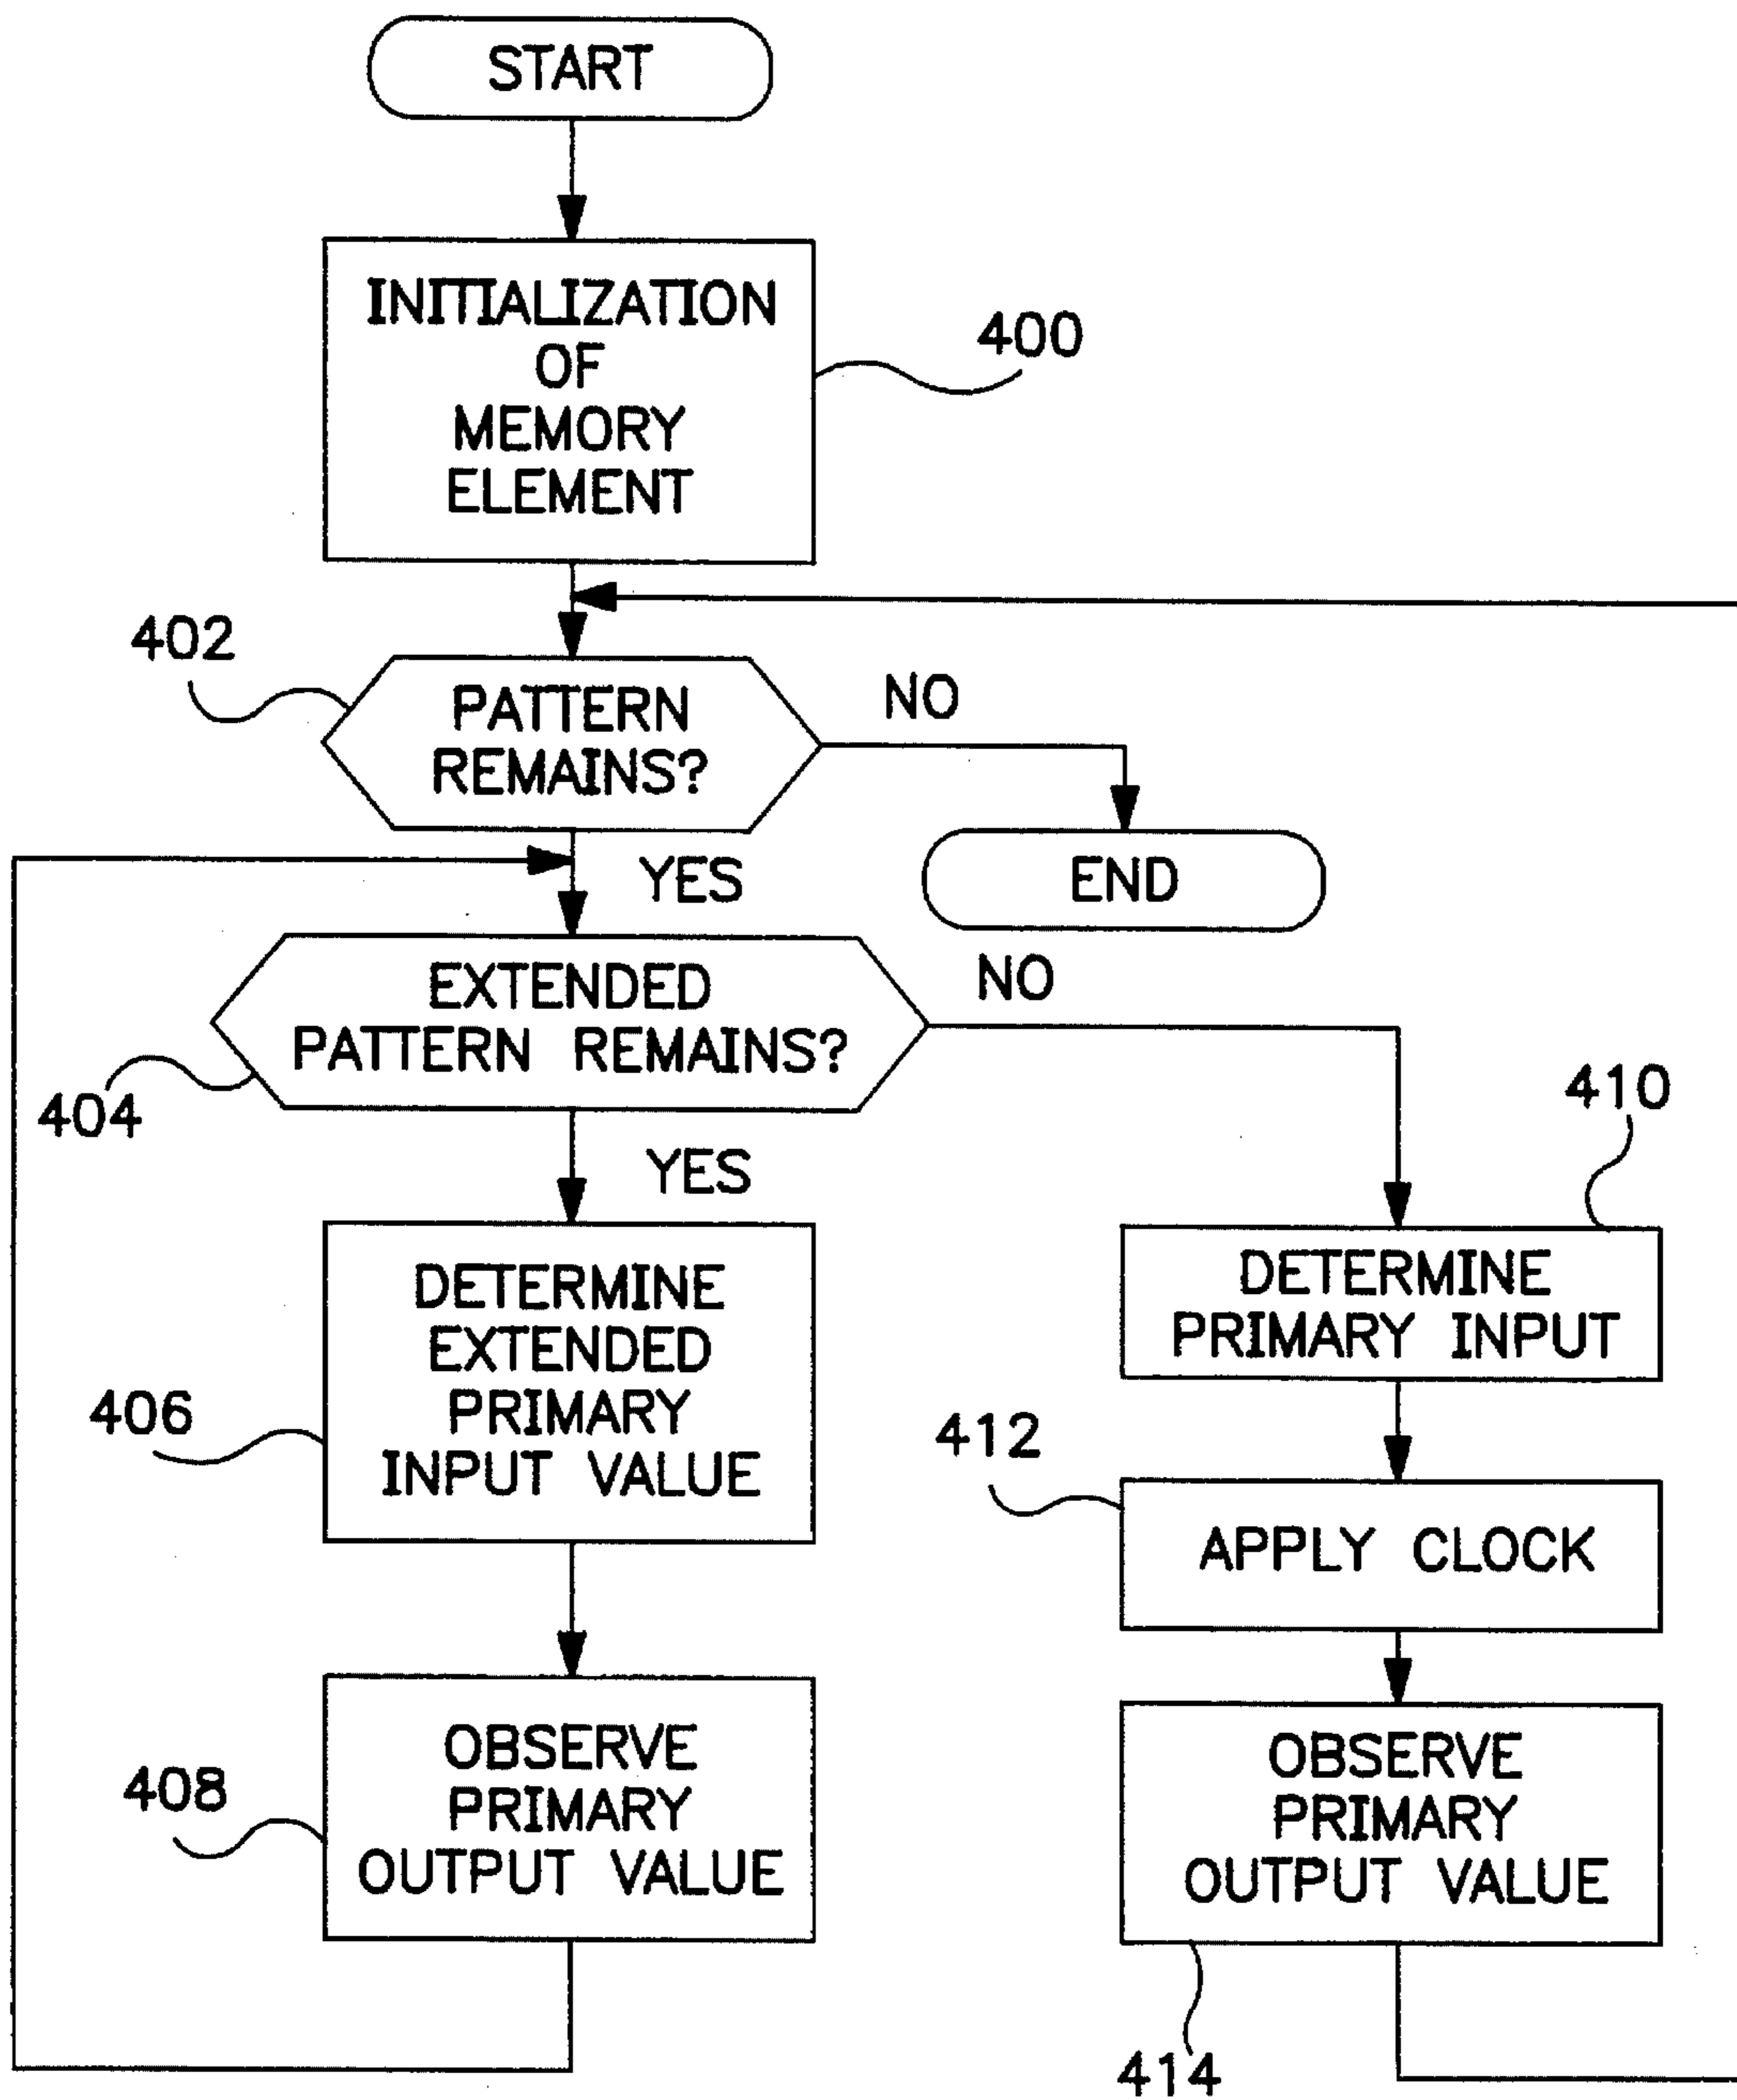 START
INITIALIZATION
OF
MEMORY
ELEMENT
400
402
PATTERN
REMAINS?
NO
YES
END
EXTENDED
PATTERN REMAINS?
NO
404
YES
410
DETERMINE
EXTENDED
PRIMARY
INPUT VALUE
406
DETERMINE
PRIMARY INPUT
412
APPLY CLOCK
OBSERVE
PRIMARY
OUTPUT VALUE
408
OBSERVE
PRIMARY
OUTPUT VALUE
414